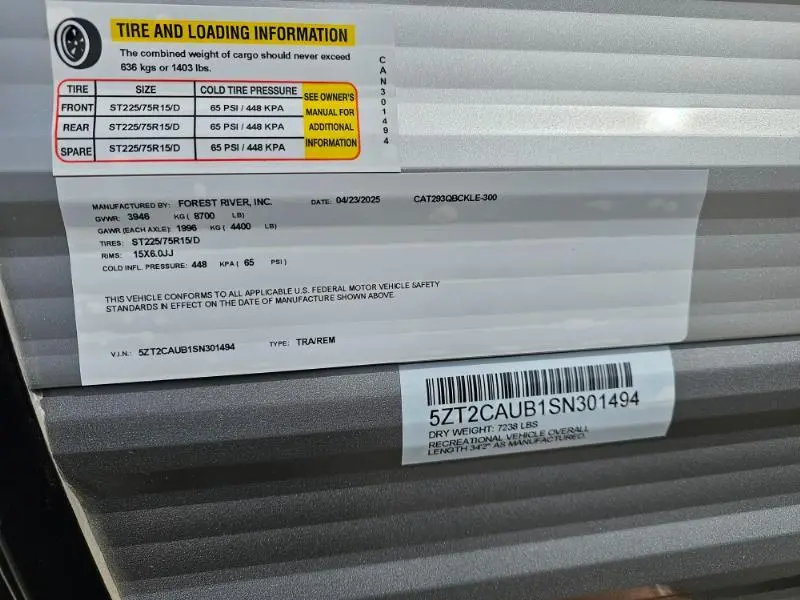 TIRE AND LOADING INFORMATION
The combined weight of cargo should never exceed
636 kgs or 1403 lbs.
CAN301494
TIRE SIZE COLD TIRE PRESSURE
FRONT ST225/75R15/D 65 PSI / 448 KPA
REAR ST225/75R15/D 65 PSI / 448 KPA
SPARE ST225/75R15/D 65 PSI / 448 KPA
SEE OWNER'S
MANUAL FOR
ADDITIONAL
INFORMATION
MANUFACTURED BY: FOREST RIVER, INC. DATE: 04/23/2025 CAT293QBCKLE-300
GVWR: 3946 KG ( 8700 LB)
GAWR (EACH AXLE): 1996 KG ( 4400 LB)
TIRES: ST225/75R15/D
RIMS: 15X6.0JJ
COLD INFL. PRESSURE: 448 KPA ( 65 PSI )
THIS VEHICLE CONFORMS TO ALL APPLICABLE U.S. FEDERAL MOTOR VEHICLE SAFETY
STANDARDS IN EFFECT ON THE DATE OF MANUFACTURE SHOWN ABOVE.
V.I.N.: 5ZT2CAUB1SN301494 TYPE: TRA/REM
5ZT2CAUB1SN301494
DRY WEIGHT: 7238 LBS
RECREATIONAL VEHICLE OVERALL
LENGTH 34'2" AS MANUFACTURED.